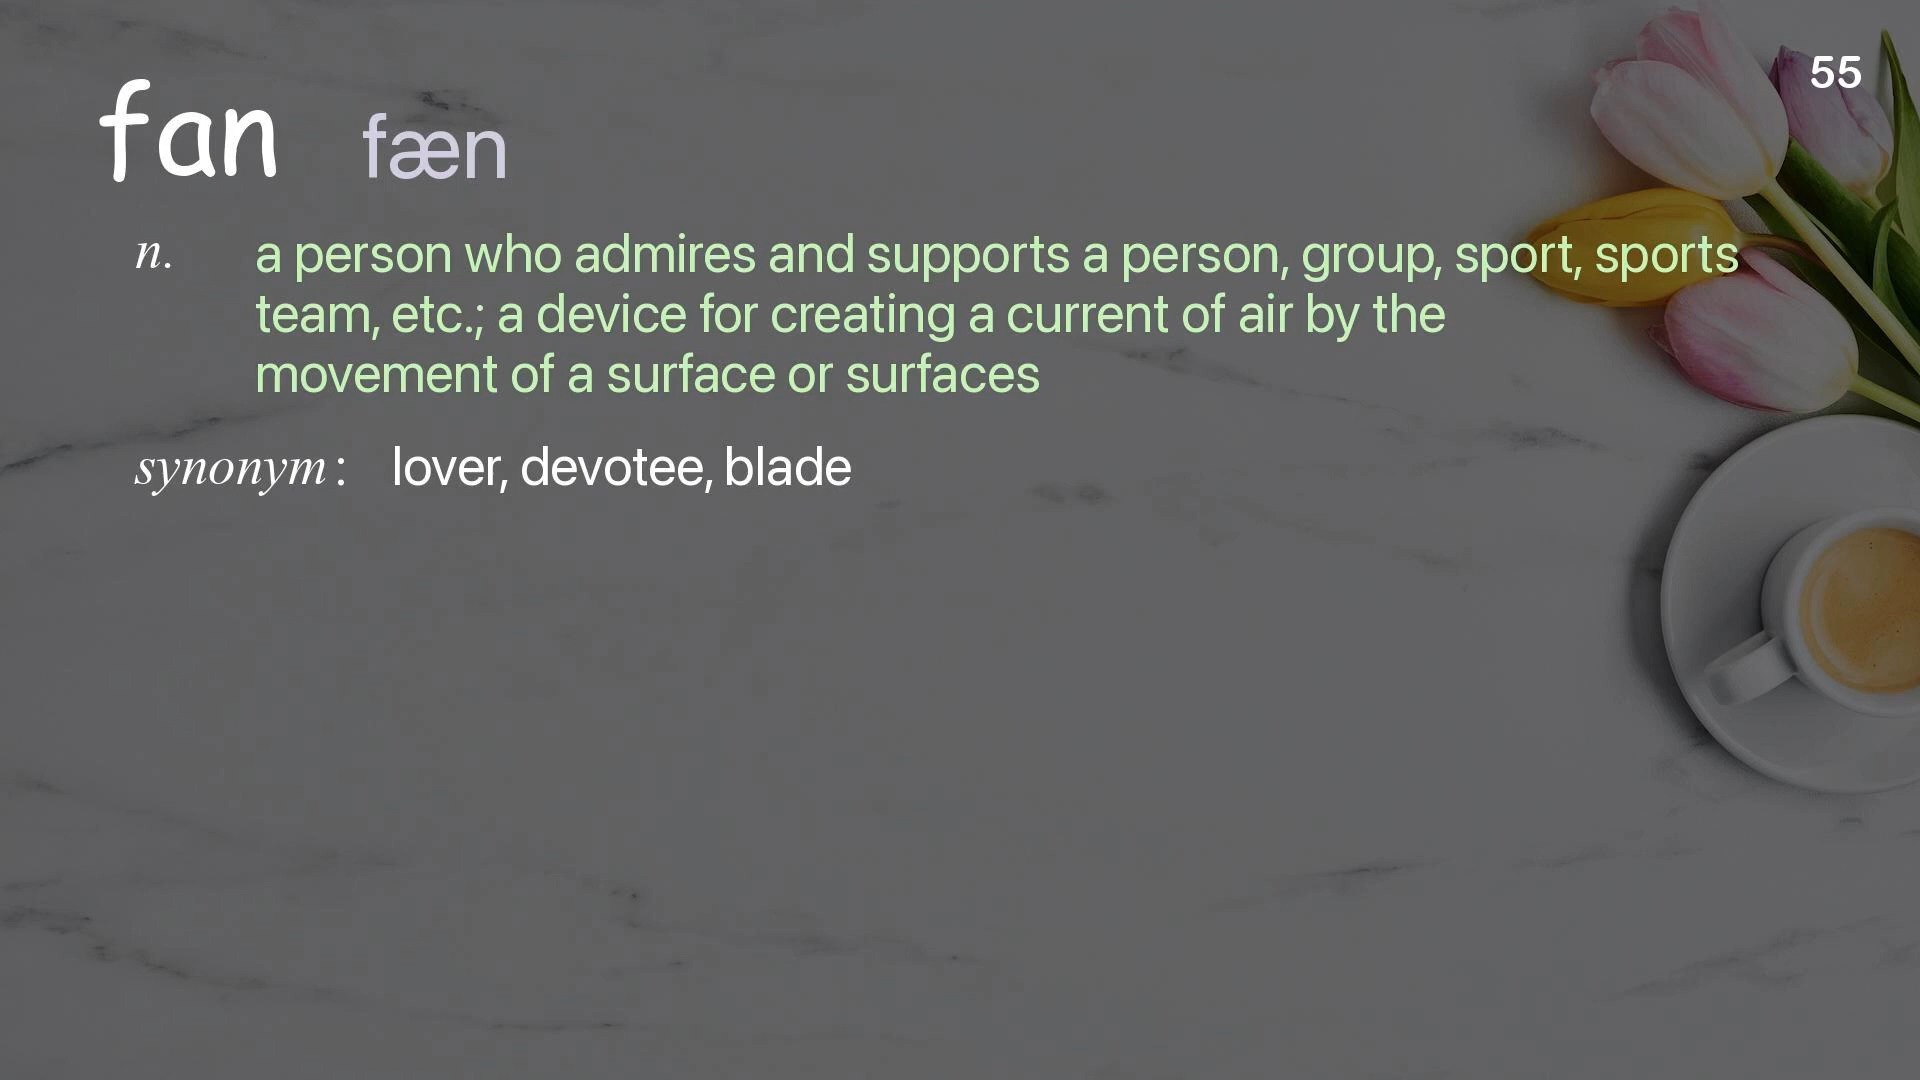 55
fan fæn
n. a person who admires and supports a person, group, sport, sports
team, etc.; a device for creating a current of air by the
movement of a surface or surfaces
synonym: lover, devotee, blade